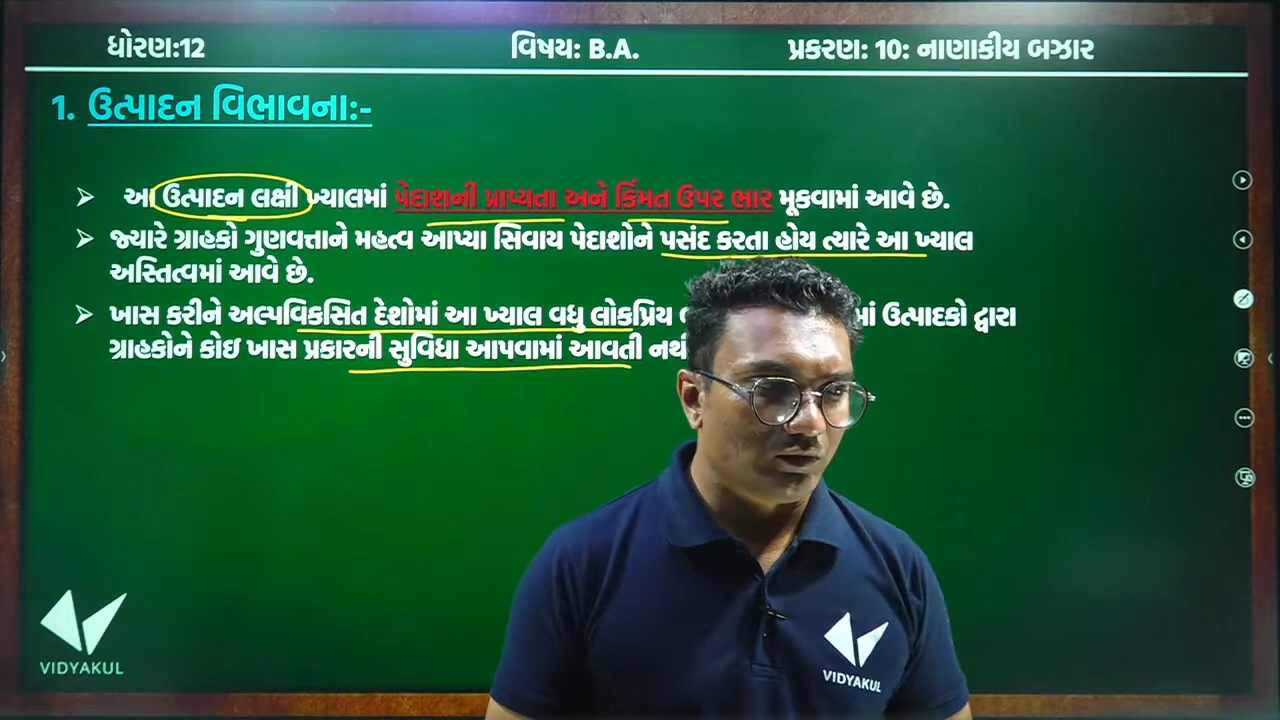 ધોરણ:12 વિષય: B.A. પ્રકરણ: 10: નાણાકીય બઝાર
1. ઉત્પાદન વિભાવના:-
➢ આ ઉત્પાદન લક્ષી ખ્યાલમાં પેદાશની પ્રાપ્યતા અને કિંમત ઉપર ભાર મૂકવામાં આવે છે.
➢ જ્યારે ગ્રાહકો ગુણવત્તાને મહત્વ આપ્યા સિવાય પેદાશોને પસંદ કરતા હોય ત્યારે આ ખ્યાલ
અસ્તિત્વમાં આવે છે.
➢ ખાસ કરીને અલ્પવિકસિત દેશોમાં આ ખ્યાલ વધુ લોકપ્રિય ઉત્પાદકો દ્વારા
ગ્રાહકોને કોઇ ખાસ પ્રકારની સુવિધા આપવામાં આવતી
VIDYAKUL
VIDYAKUL